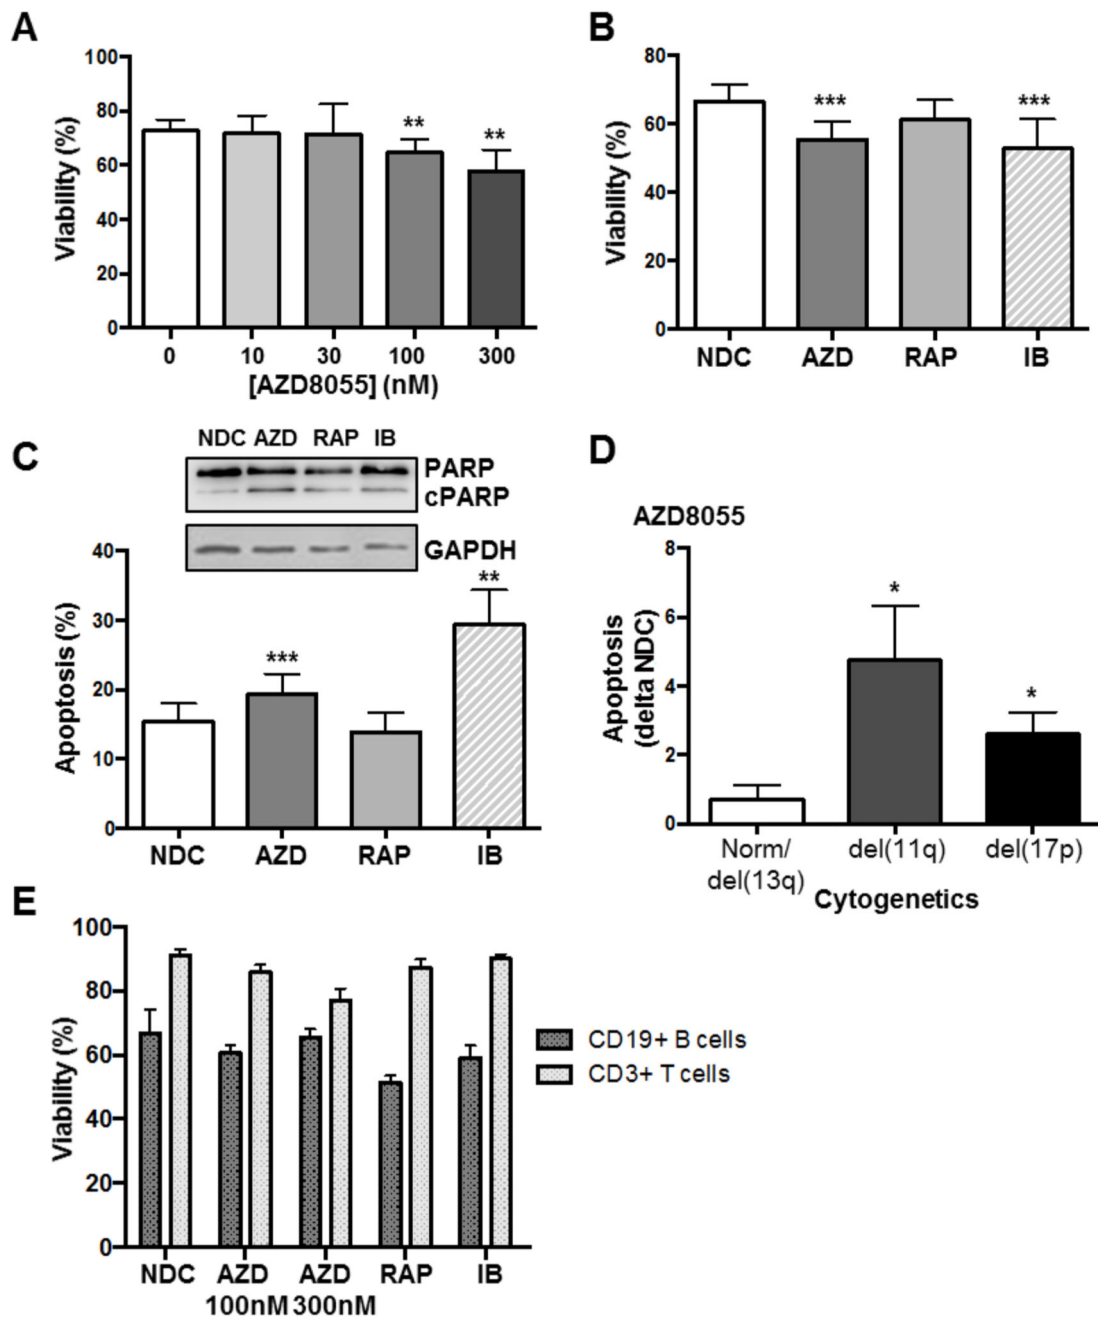 A
100
80
60
40
20
0
Viability (%)
**
**
0 10 30 100 300
[AZD8055] (nM)
B
80
60
40
20
0
Viability (%)
***
***
NDC AZD RAP IB
C
NDC AZD RAP IB
PARP
cPARP
GAPDH
40
30
20
10
0
Apoptosis (%)
***
**
NDC AZD RAP IB
D
AZD8055
8
6
4
2
0
Apoptosis
(delta NDC)
*
*
Norm/ del(11q) del(17p)
del(13q)
Cytogenetics
E
100
80
60
40
20
0
Viability (%)
NDC AZD AZD RAP IB
100nM 300nM
CD19+ B cells
CD3+ T cells